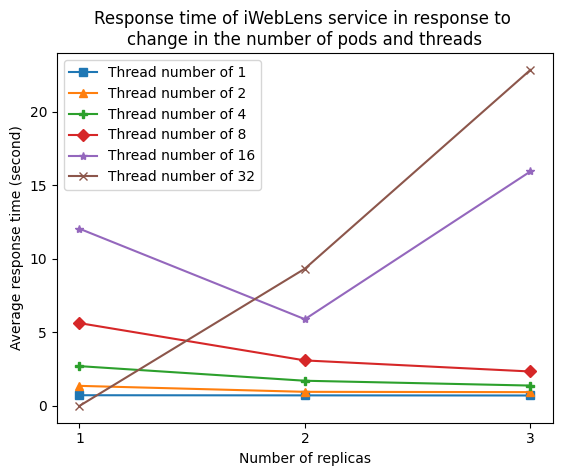 Response time of iWebLens service in response to
change in the number of pods and threads
Thread number of 1
Thread number of 2
Thread number of 4
Thread number of 8
Thread number of 16
Thread number of 32
20
15
10
5
0
Average response time (second)
1
2
3
Number of replicas